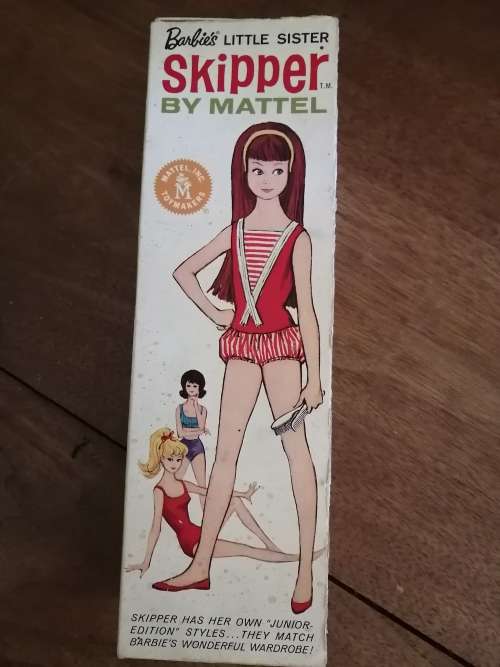 Barbie's LITTLE SISTER
Skipper T.M.
BY MATTEL
MATTEL, INC.
M
TOYMAKERS
®
SKIPPER HAS HER OWN "JUNIOR-
EDITION" STYLES...THEY MATCH
BARBIE'S WONDERFUL WARDROBE!